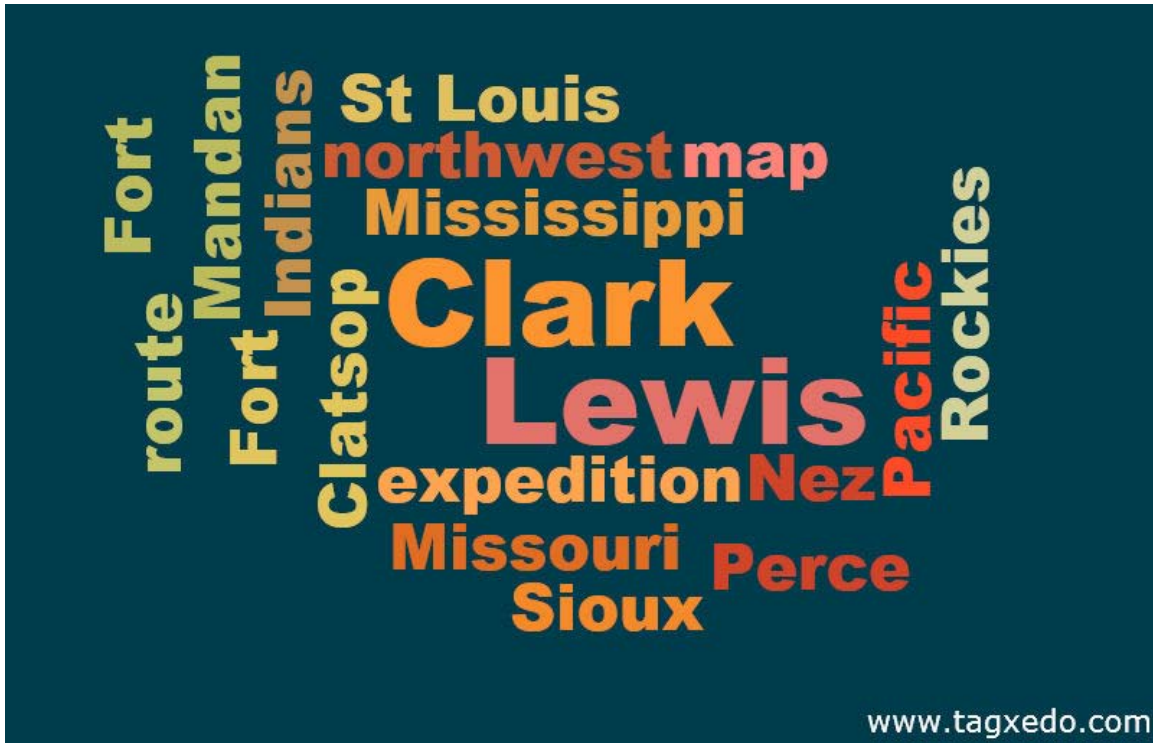 St Louis
northwest map
Mississippi
Clark
Lewis
expedition Nez
Missouri
Perce
Sioux
Fort
Mandan
Indians
route
Fort
Clatsop
Pacific
Rockies
www.tagxedo.com